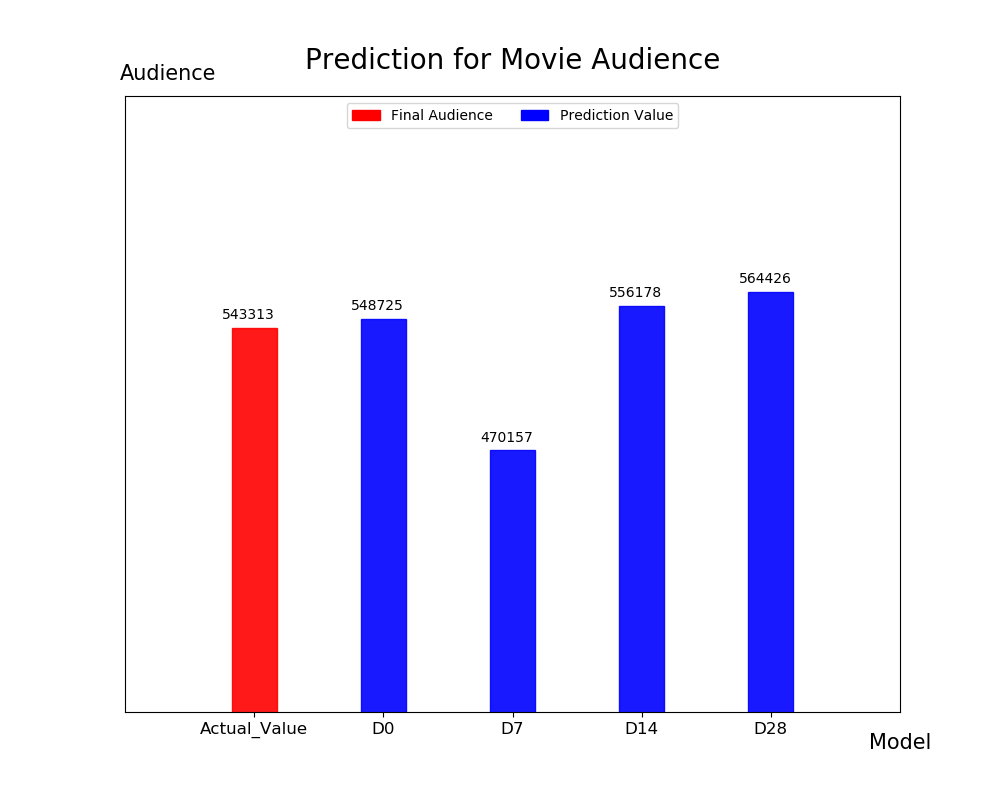 Prediction for Movie Audience
Audience
Final Audience Prediction Value
543313
548725
470157
556178
564426
Actual_Value D0 D7 D14 D28
Model